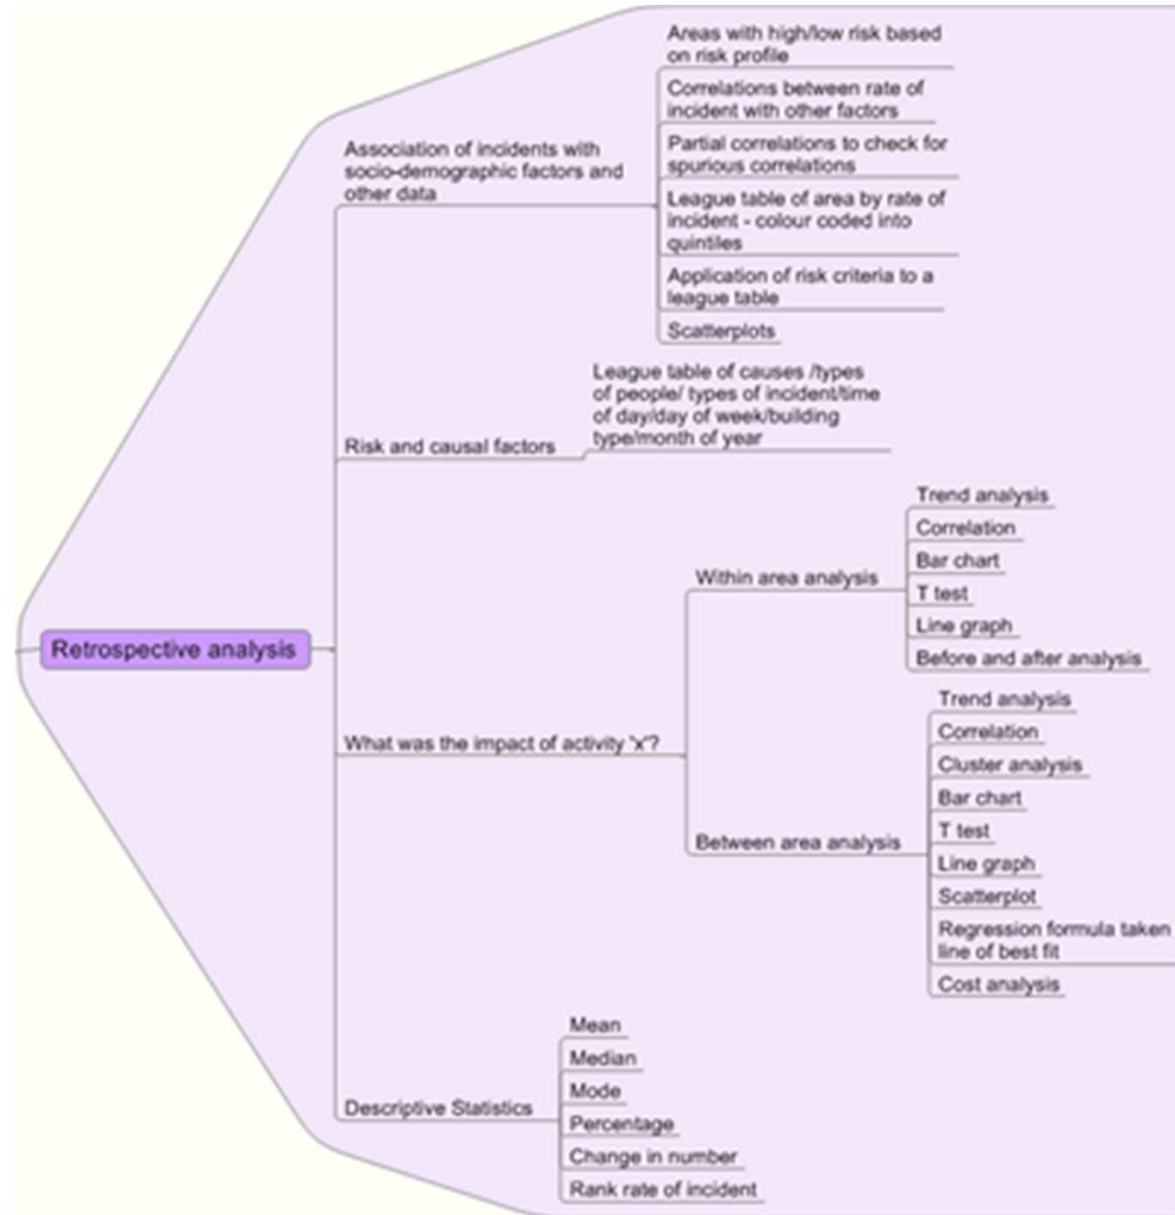 Areas with high/low risk based
on risk profile
Correlations between rate of
incident with other factors
Partial correlations to check for
spurious correlations
League table of area by rate of
incident - colour coded into
quintiles
Application of risk criteria to a
league table
Scatterplots
Association of incidents with
socio-demographic factors and
other data
League table of causes /types
of people/ types of incident/time
of day/day of week/building
type/month of year
Risk and causal factors
Trend analysis
Correlation
Bar chart
T test
Line graph
Before and after analysis
Within area analysis
Retrospective analysis
What was the impact of activity 'x'?
Trend analysis
Correlation
Cluster analysis
Bar chart
T test
Line graph
Scatterplot
Regression formula taken
line of best fit
Cost analysis
Between area analysis
Mean
Median
Mode
Percentage
Change in number
Rank rate of incident
Descriptive Statistics